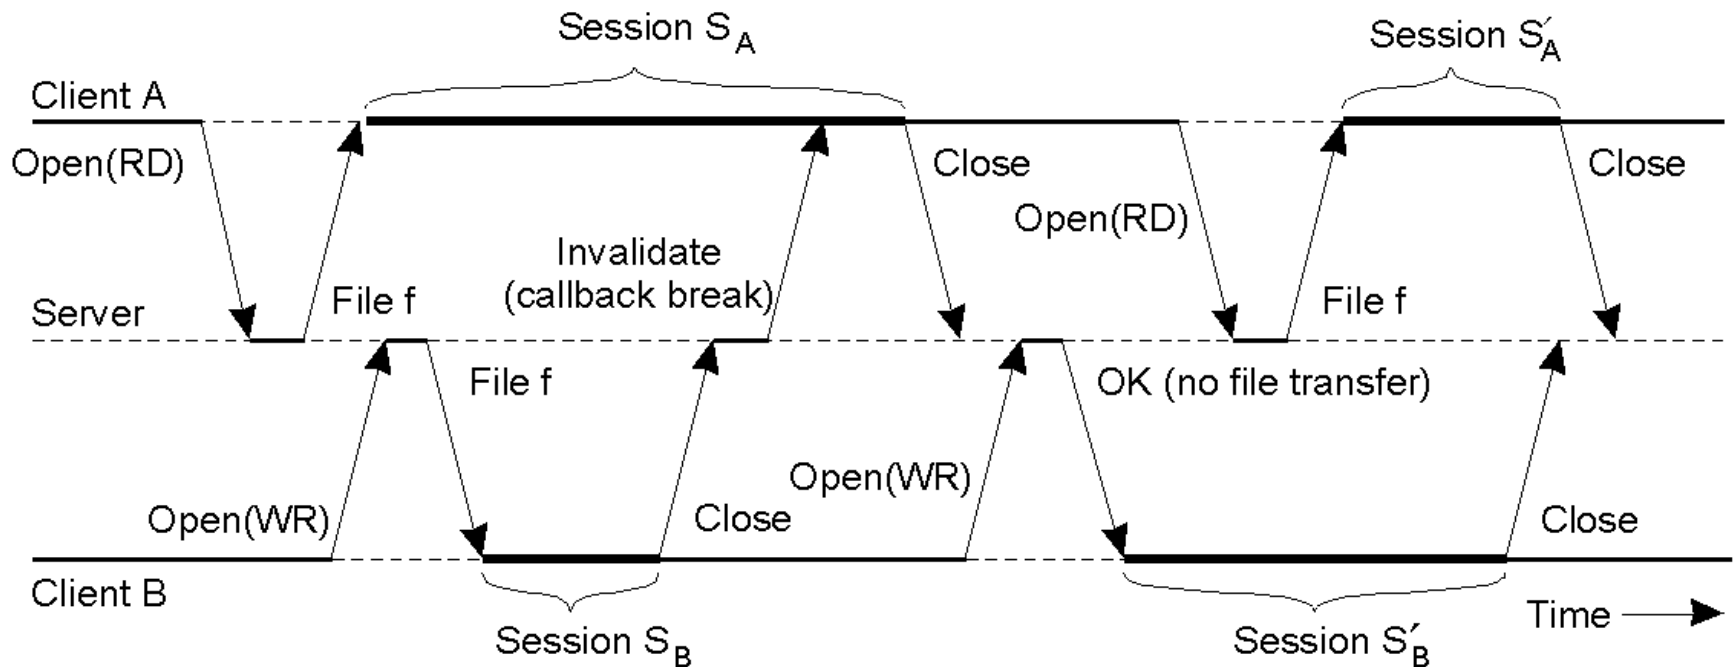 Session S_A
Session S′_A
Client A
Open(RD)
Close
Close
Open(RD)
Invalidate
(callback break)
File f
File f
Server
File f
OK (no file transfer)
Open(WR)
Open(WR)
Close
Close
Client B
Time
Session S_B
Session S′_B